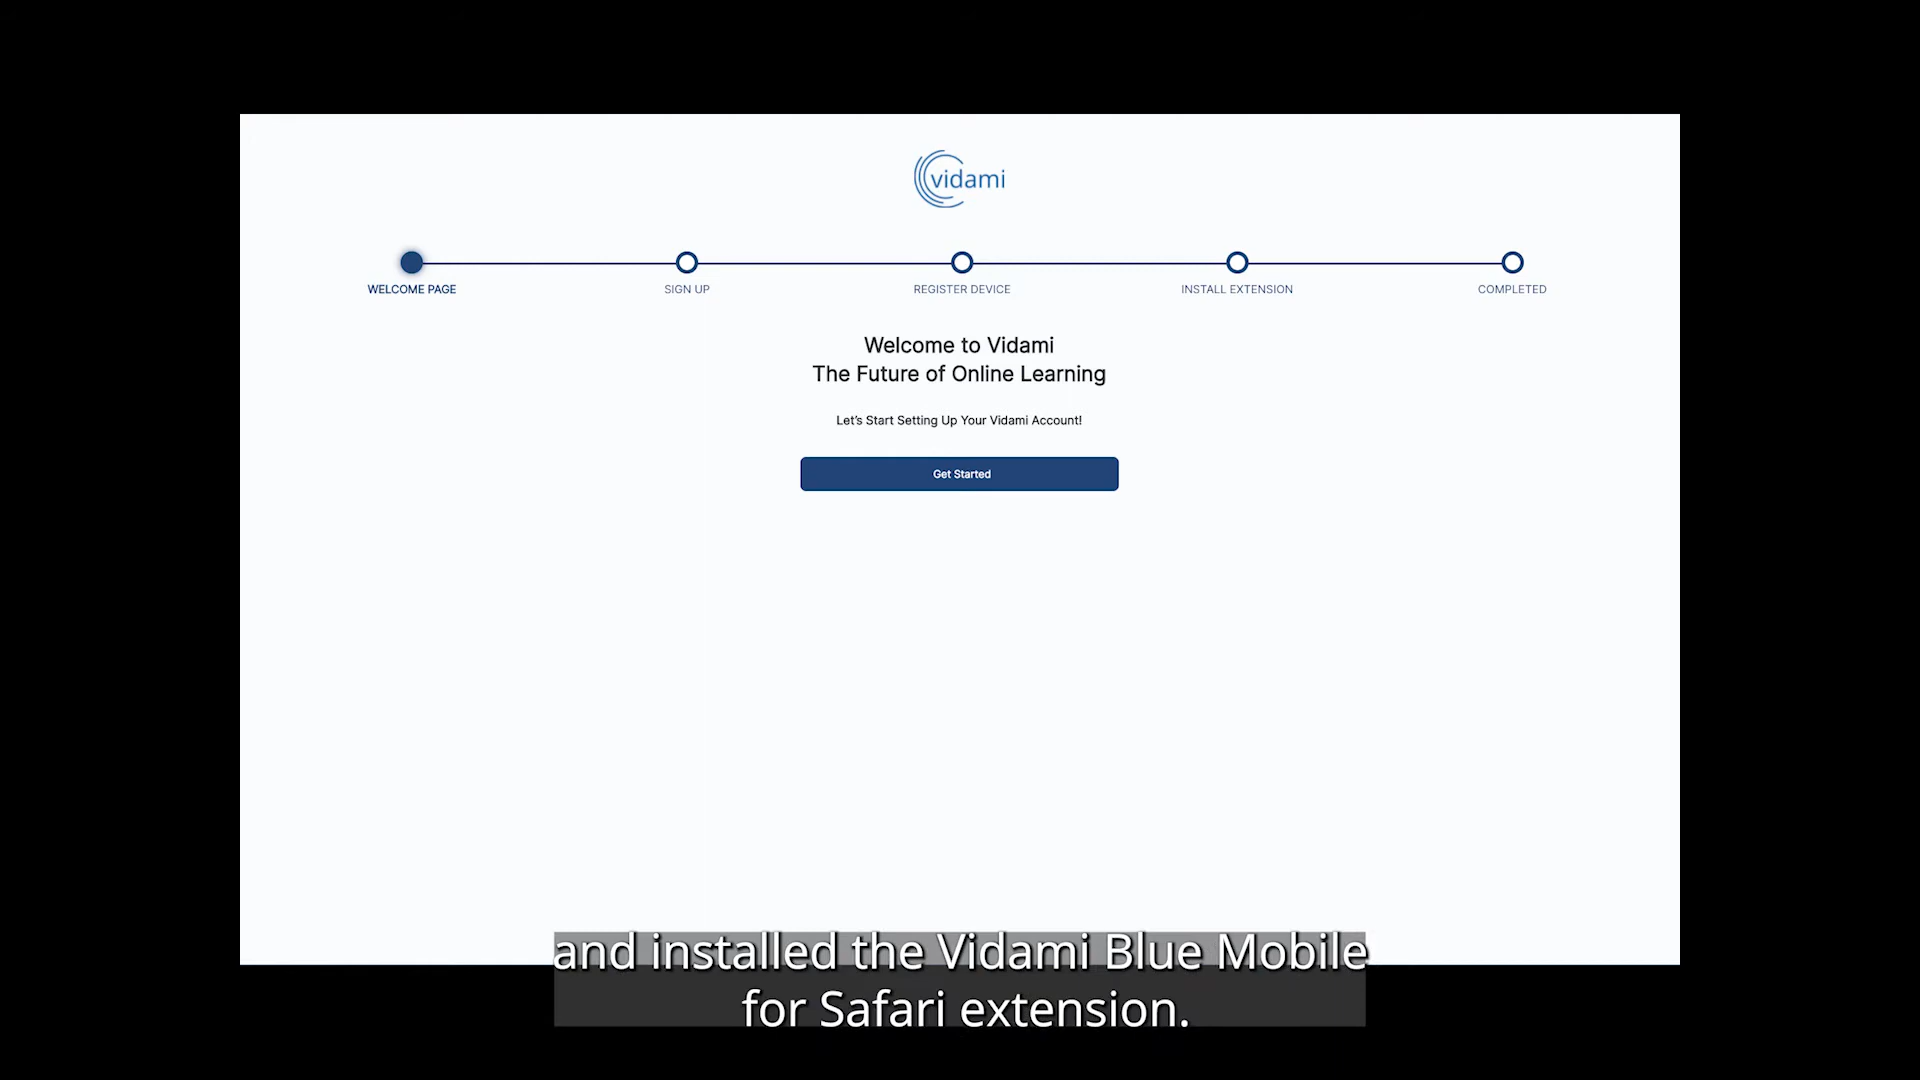 vidami
WELCOME PAGE
SIGN UP
REGISTER DEVICE
INSTALL EXTENSION
COMPLETED
Welcome to Vidami
The Future of Online Learning
Let's Start Setting Up Your Vidami Account!
Get Started
and installed the Vidami Blue Mobile
for Safari extension.